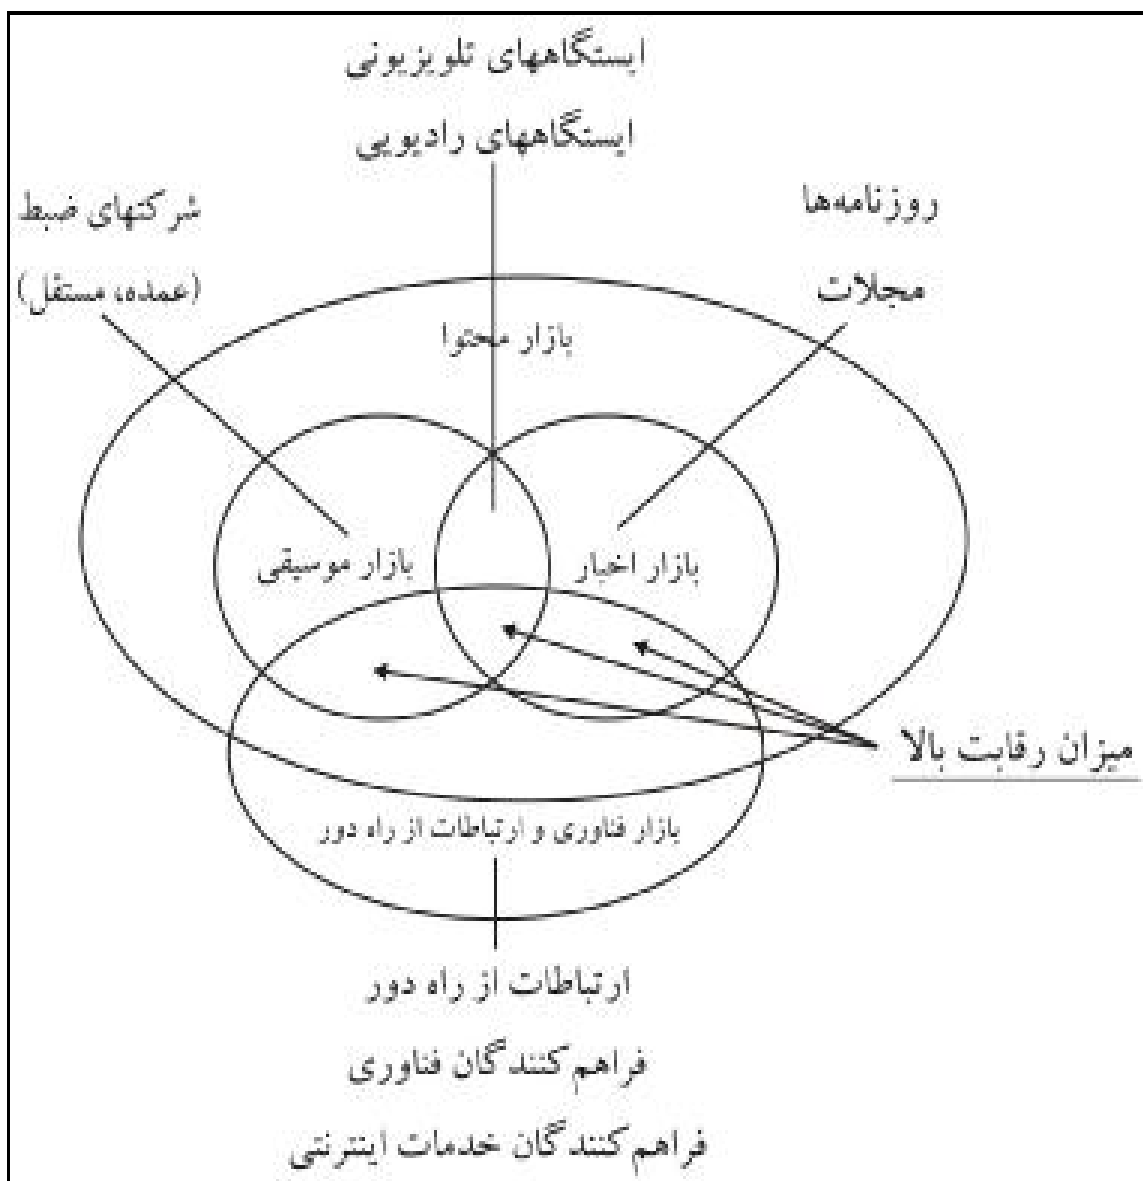 ایستگاههای تلویزیونی
ایستگاههای رادیویی
روزنامه‌ها
مجلات
شرکتهای ضبط
(عمده، مستقل)
بازار محتوا
بازار اخبار
بازار موسیقی
میزان رقابت بالا
بازار فناوری و ارتباطات از راه دور
ارتباطات از راه دور
فراهم‌کنندگان فناوری
فراهم‌کنندگان خدمات اینترنتی